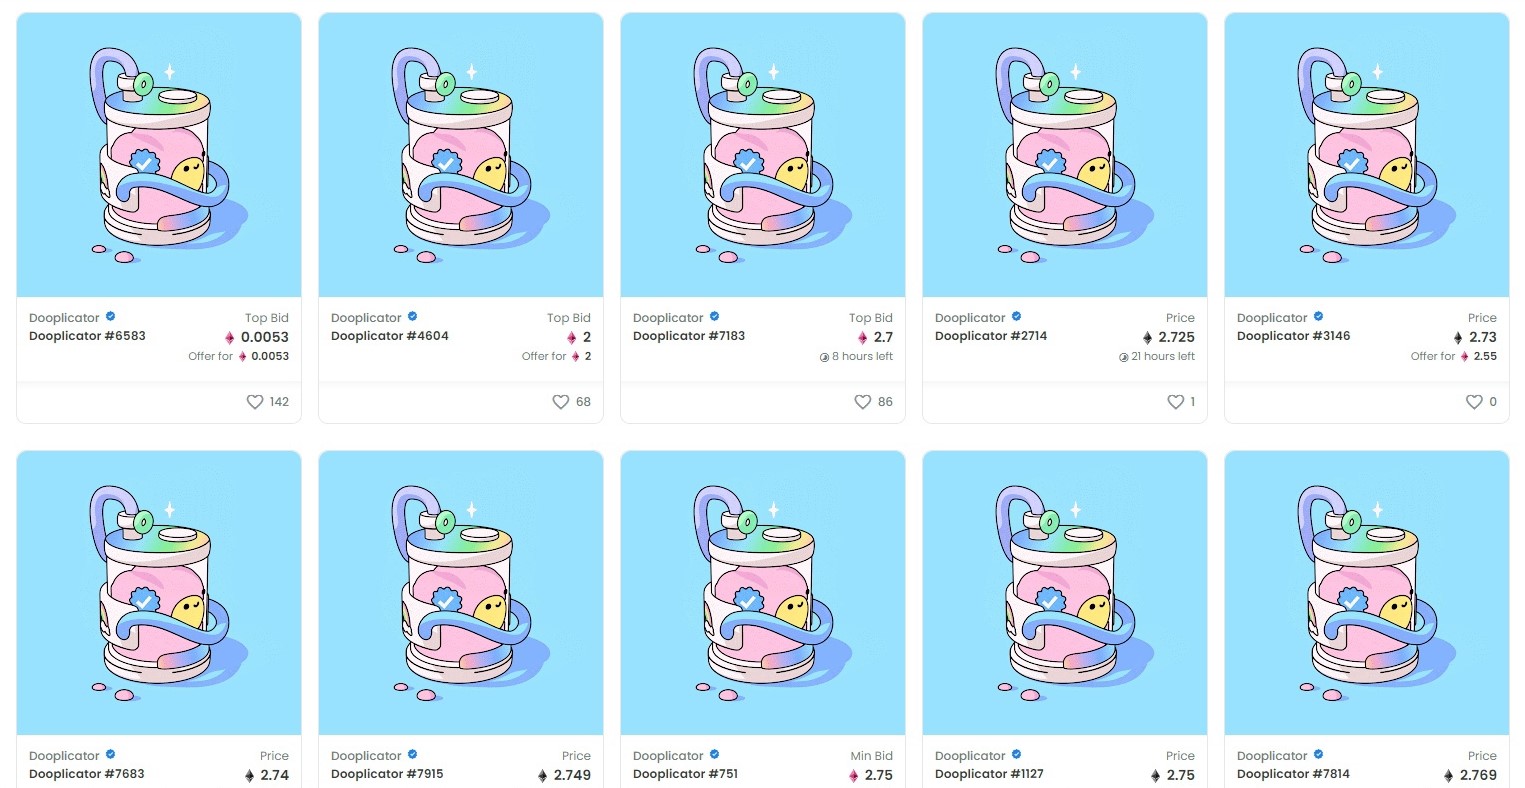 Dooplicator Top Bid
Dooplicator #6583 0.0053
Offer for 0.0053
142
Dooplicator Top Bid
Dooplicator #4604 2
Offer for 2
68
Dooplicator Top Bid
Dooplicator #7183 2.7
8 hours left
86
Dooplicator Price
Dooplicator #2714 2.725
21 hours left
1
Dooplicator Price
Dooplicator #3146 2.73
Offer for 2.55
0
Dooplicator Price
Dooplicator #7683 2.74
Dooplicator Price
Dooplicator #7915 2.749
Dooplicator Min Bid
Dooplicator #751 2.75
Dooplicator Price
Dooplicator #1127 2.75
Dooplicator Price
Dooplicator #7814 2.769